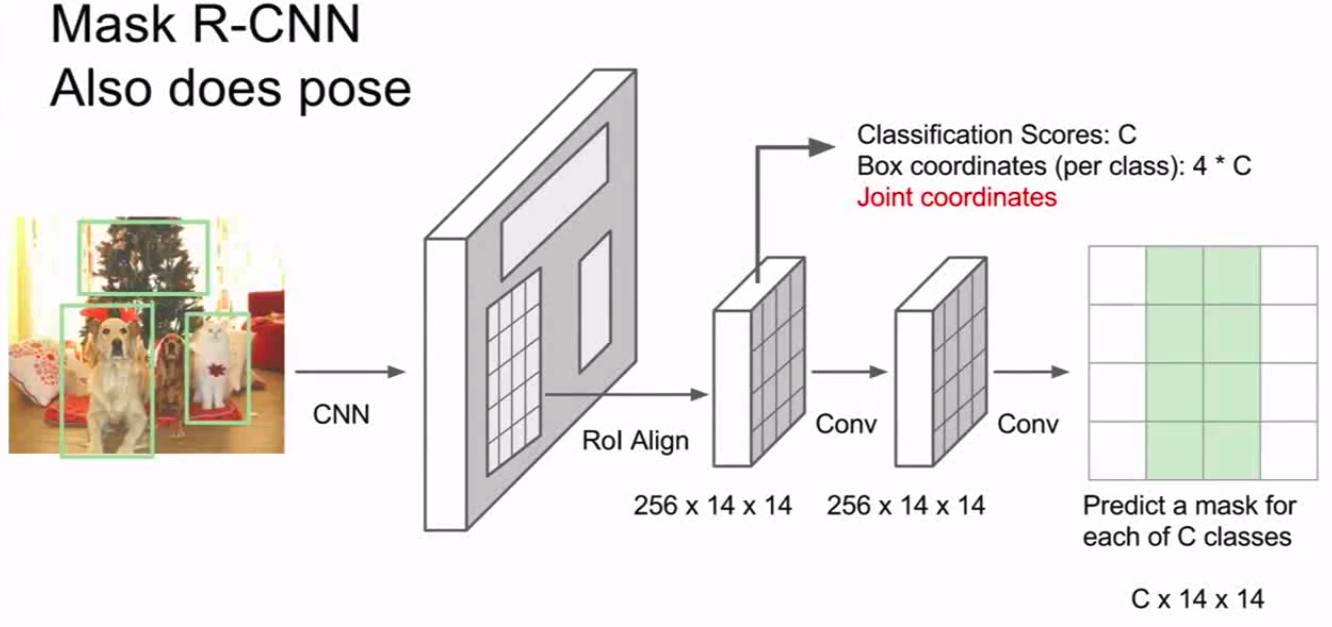 Mask R-CNN
Also does pose
Classification Scores: C
Box coordinates (per class): 4 * C
Joint coordinates
CNN
RoI Align
Conv
Conv
256 x 14 x 14
256 x 14 x 14
Predict a mask for
each of C classes
C x 14 x 14